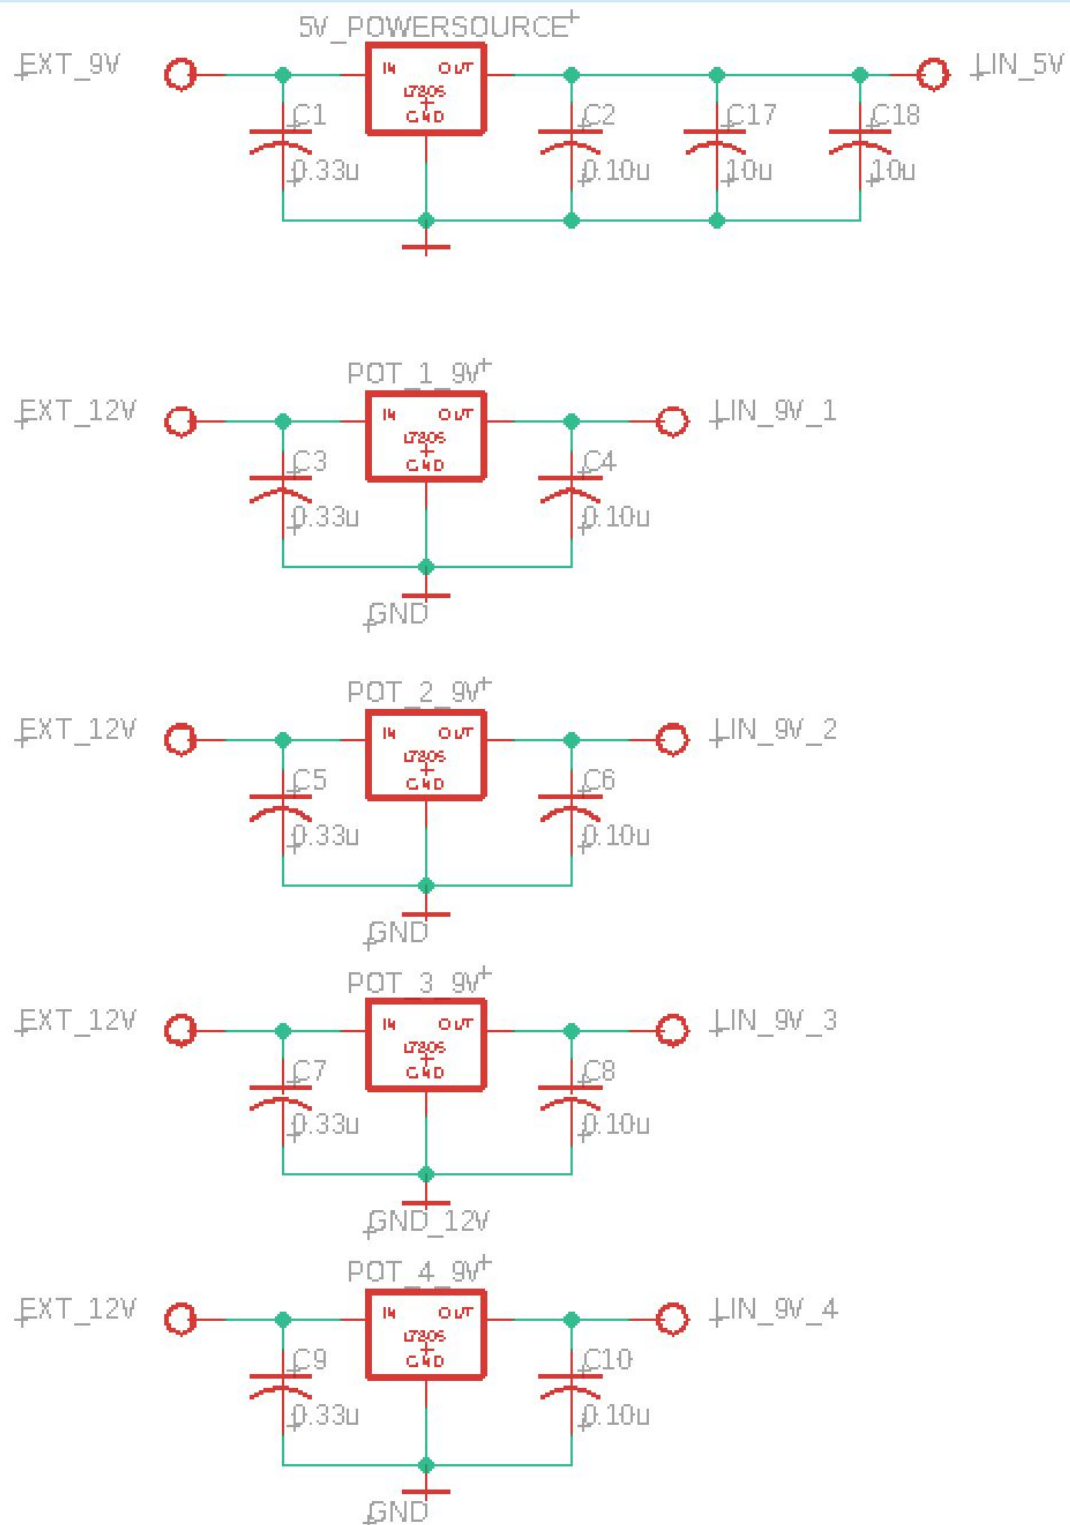 5V_POWERSOURCE
EXT_9V
IN OUT
LIN_5V
L7805
GND
C1
C2
C17
C18
0.33u
0.10u
10u
10u
POT_1_9V
EXT_12V
IN OUT
LIN_9V_1
L7805
GND
C3
C4
0.33u
0.10u
GND
POT_2_9V
EXT_12V
IN OUT
LIN_9V_2
L7805
GND
C5
C6
0.33u
0.10u
GND
POT_3_9V
EXT_12V
IN OUT
LIN_9V_3
L7805
GND
C7
C8
0.33u
0.10u
GND_12V
POT_4_9V
EXT_12V
IN OUT
LIN_9V_4
L7805
GND
C9
C10
0.33u
0.10u
GND